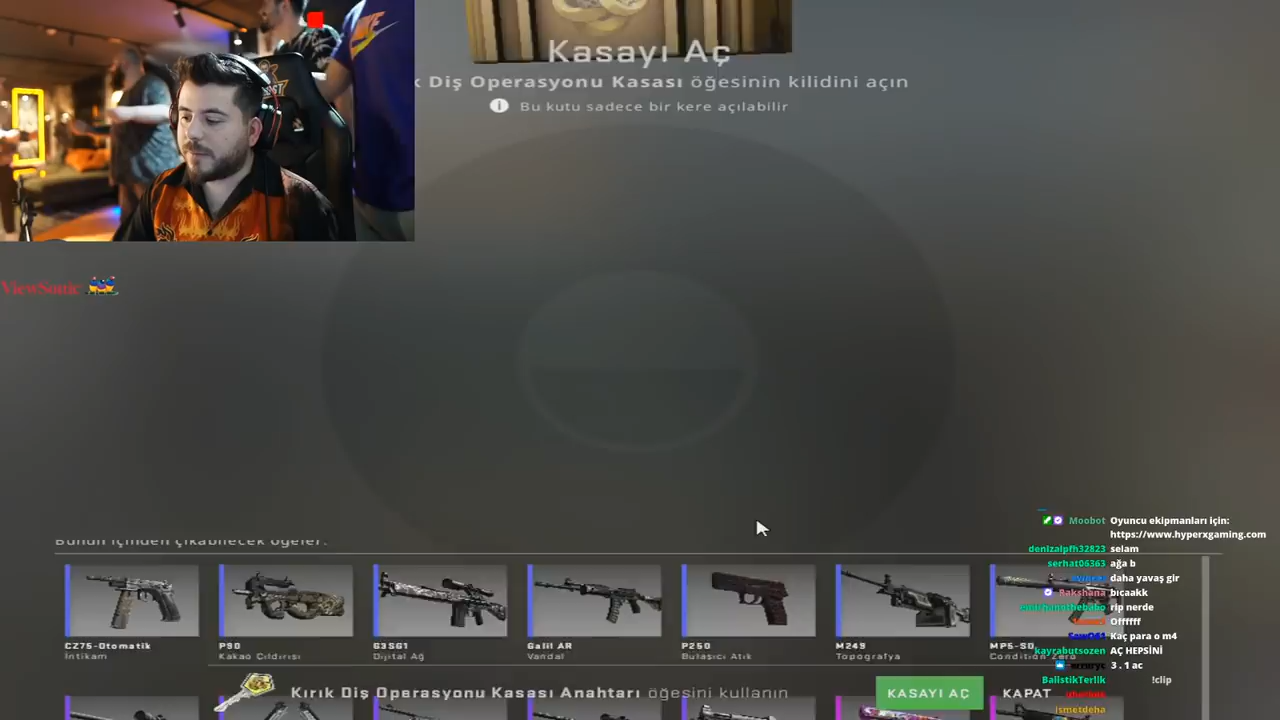 Kasayı Aç
k Diş Operasyonu Kasası öğesinin kilidini açın
Bu kutu sadece bir kere açılabilir
ViewSonic
Bunun içinden çıkabilecek öğeler:
CZ75-Otomatik
İntikam
P90
Kakao Çıldırısı
G3SG1
Dijital Ağ
Galil AR
Vandal
P250
Bulaşıcı Atık
M249
Topografya
MP5-SD
Condition Zero
Kırık Diş Operasyonu Kasası Anahtarı öğesini kullanın
KASAYI AÇ
KAPAT
Moobot Oyuncu ekipmanları için:
https://www.hyperxgaming.com
denizalpfh32823 selam
serhat06363 ağa b
daha yavaş gir
Rakshana bıcaakk
rip nerde
Offffff
Kaç para o m4
kayrabutsozen AÇ HEPSİNİ
3 . 1 ac
BalistikTerlik !clip
ismetdeha